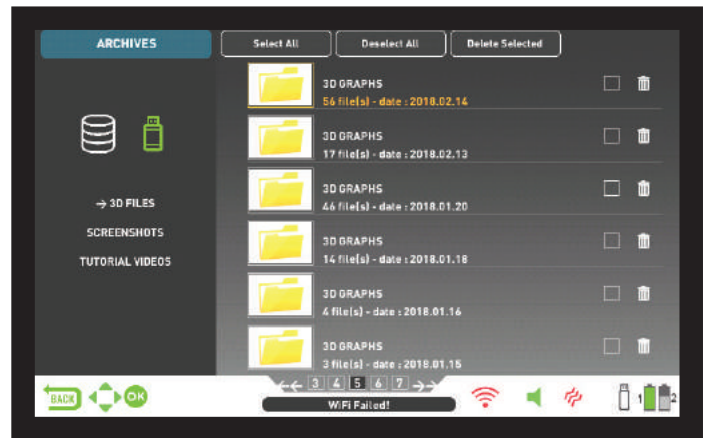 ARCHIVES
Select All
Deselect All
Delete Selected
3D GRAPHS
56 file(s) - date : 2018.02.14
3D GRAPHS
17 file(s) - date : 2018.02.13
3D GRAPHS
46 file(s) - date : 2018.01.20
3D GRAPHS
14 file(s) - date : 2018.01.18
3D GRAPHS
4 file(s) - date : 2018.01.16
3D GRAPHS
3 file(s) - date : 2018.01.15
→ 3D FILES
SCREENSHOTS
TUTORIAL VIDEOS
←← 3 4 5 6 7 →→
BACK
OK
WiFi Failed!
1
2